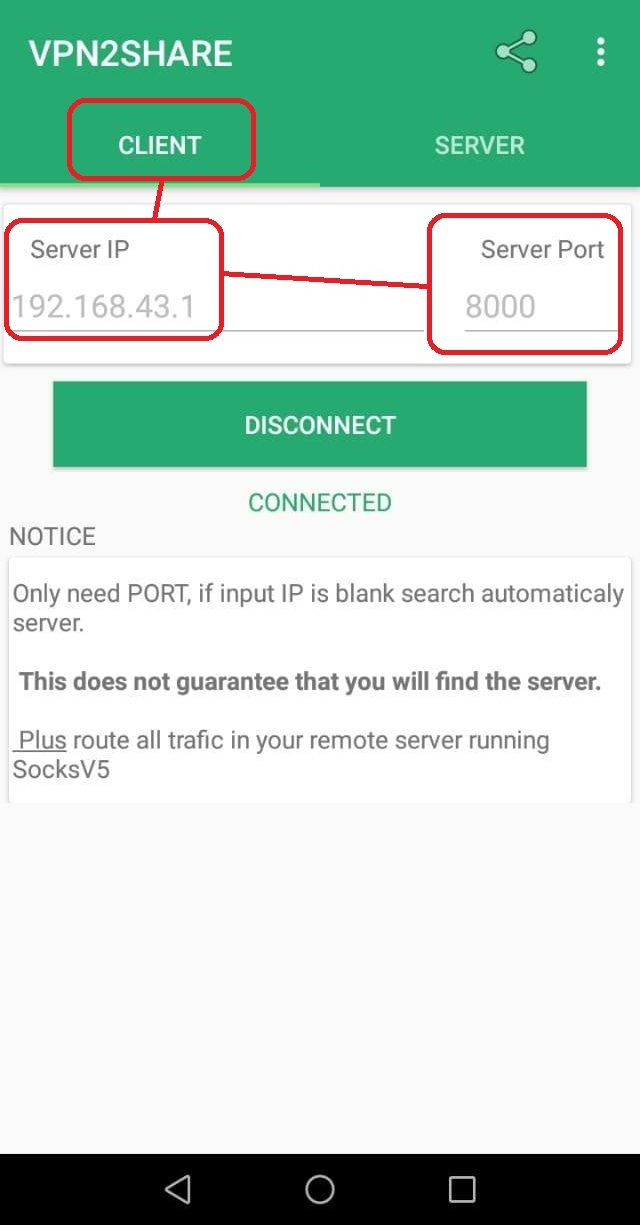 VPN2SHARE
CLIENT
SERVER
Server IP
Server Port
192.168.43.1
8000
DISCONNECT
CONNECTED
NOTICE
Only need PORT, if input IP is blank search automaticaly
server.
This does not guarantee that you will find the server.
Plus route all trafic in your remote server running
SocksV5